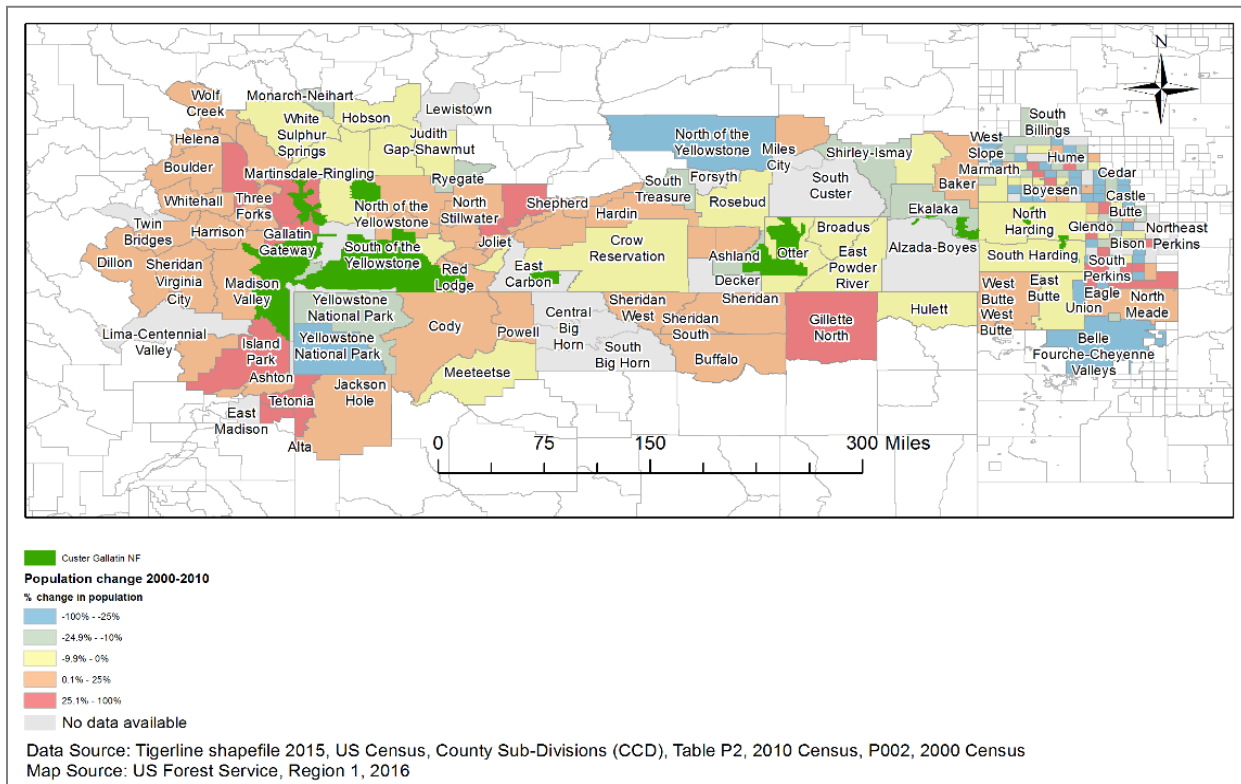 N
Wolf
Creek
Monarch-Neihart
Lewistown
Hobson
White
Sulphur
Springs
Helena
Judith
Gap-Shawmut
Boulder
Martinsdale-Ringling
Ryegate
Whitehall
Three
Forks
North of the
Yellowstone
North
Stillwater
Shepherd
Twin
Bridges
Harrison
Gallatin
Gateway
South of the
Yellowstone
Joliet
Hardin
Dillon
Sheridan
Virginia
City
Madison
Valley
Red
Lodge
East
Carbon
Crow
Reservation
Lima-Centennial
Valley
Yellowstone
National Park
Yellowstone
National Park
Island
Park
Ashton
Cody
Powell
Meeteetse
Jackson
Hole
Tetonia
East
Madison
Alta
Central
Big
Horn
South
Big Horn
Sheridan
West
Sheridan
Sheridan
South
Buffalo
Gillette
North
Hulett
North of the
Yellowstone
Miles
City
Forsyth
South
Treasure
Rosebud
South
Custer
Shirley-Ismay
Baker
Ekalaka
Ashland
Decker
Otter
Broadus
East
Powder
River
Alzada-Boyes
South
Billings
West
Slope
Marmarth
Hume
Cedar
Boyesen
Castle
Butte
North
Harding
Glendo
Northeast
Perkins
Bison
South Harding
South
Perkins
West
Butte
West
Butte
East
Butte
Eagle
Union
North
Meade
Belle
Fourche-Cheyenne
Valleys
0 75 150 300 Miles
Custer Gallatin NF
Population change 2000-2010
% change in population
-100% - -25%
-24.9% - -10%
-9.9% - 0%
0.1% - 25%
25.1% - 100%
No data available
Data Source: Tigerline shapefile 2015, US Census, County Sub-Divisions (CCD), Table P2, 2010 Census, P002, 2000 Census
Map Source: US Forest Service, Region 1, 2016